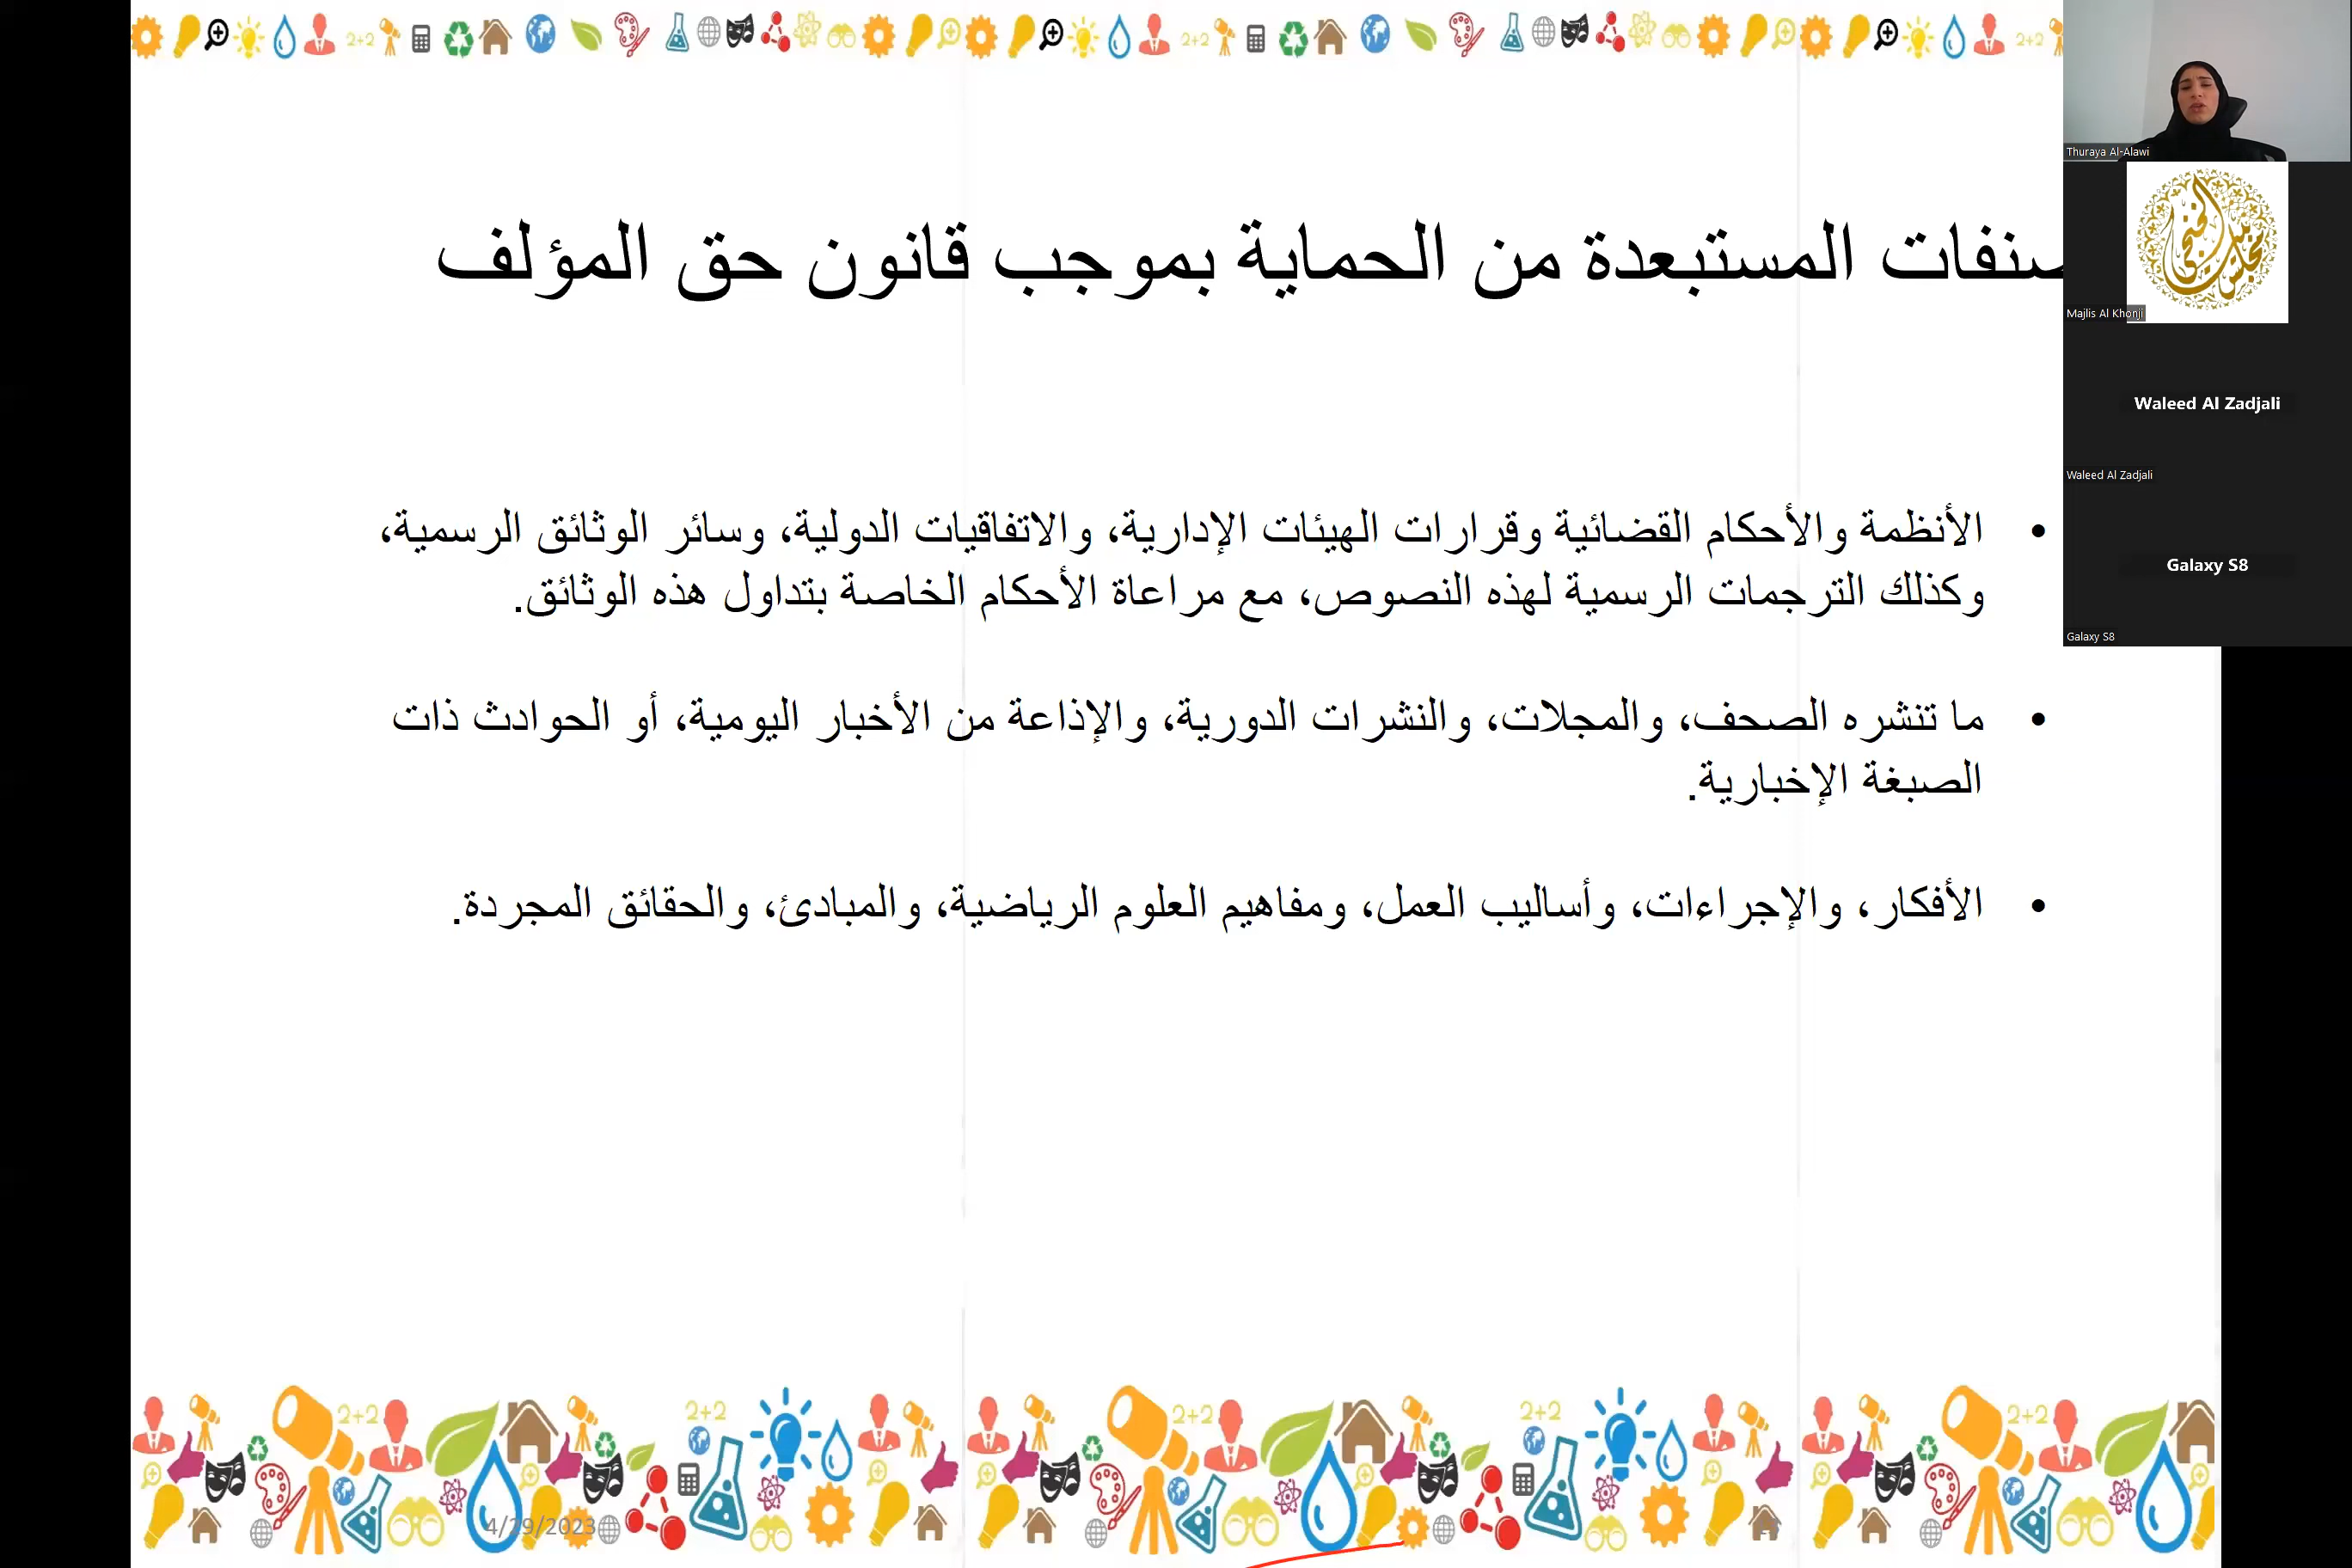 المستبعدة من الحماية بموجب قانون حق المؤلف
• الأنظمة والأحكام القضائية وقرارات الهيئات الإدارية، والاتفاقيات الدولية، وسائر الوثائق الرسمية،
وكذلك الترجمات الرسمية لهذه النصوص، مع مراعاة الأحكام الخاصة بتداول هذه الوثائق.
• ما تنشره الصحف، والمجلات، والنشرات الدورية، والإذاعة من الأخبار اليومية، أو الحوادث ذات
الصبغة الإخبارية.
• الأفكار، والإجراءات، وأساليب العمل، ومفاهيم العلوم الرياضية، والمبادئ، والحقائق المجردة.
4/29/2023
Thuraya Al-Alawi
Majlis Al Khonji
Waleed Al Zadjali
Waleed Al Zadjali
Galaxy S8
Galaxy S8